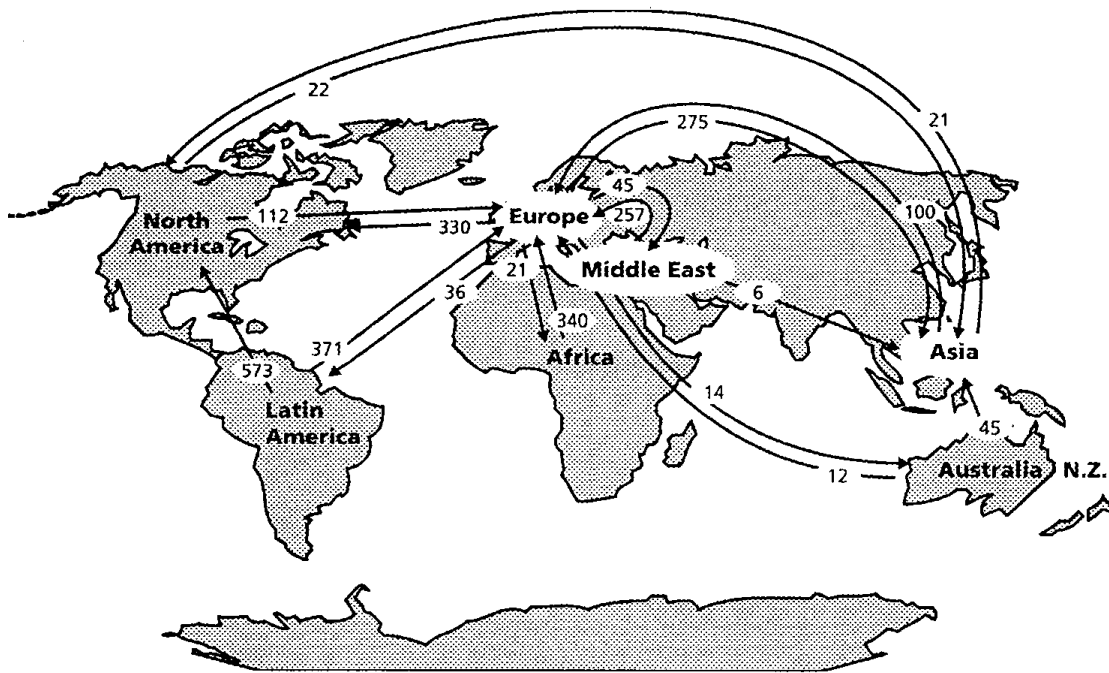 22
21
275
45
North
America
112
330
Europe
257
100
21
36
Middle East
6
340
371
573
Africa
Asia
Latin
America
14
45
12
Australia
N.Z.